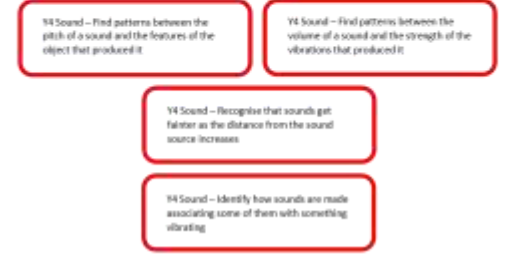 Y4 Sound – Find patterns between the
pitch of a sound and the features of the
object that produced it
Y4 Sound – Find patterns between the
volume of a sound and the strength of the
vibrations that produced it
Y4 Sound – Recognise that sounds get
fainter as the distance from the sound
source increases
Y4 Sound – Identify how sounds are made
associating some of them with something
vibrating